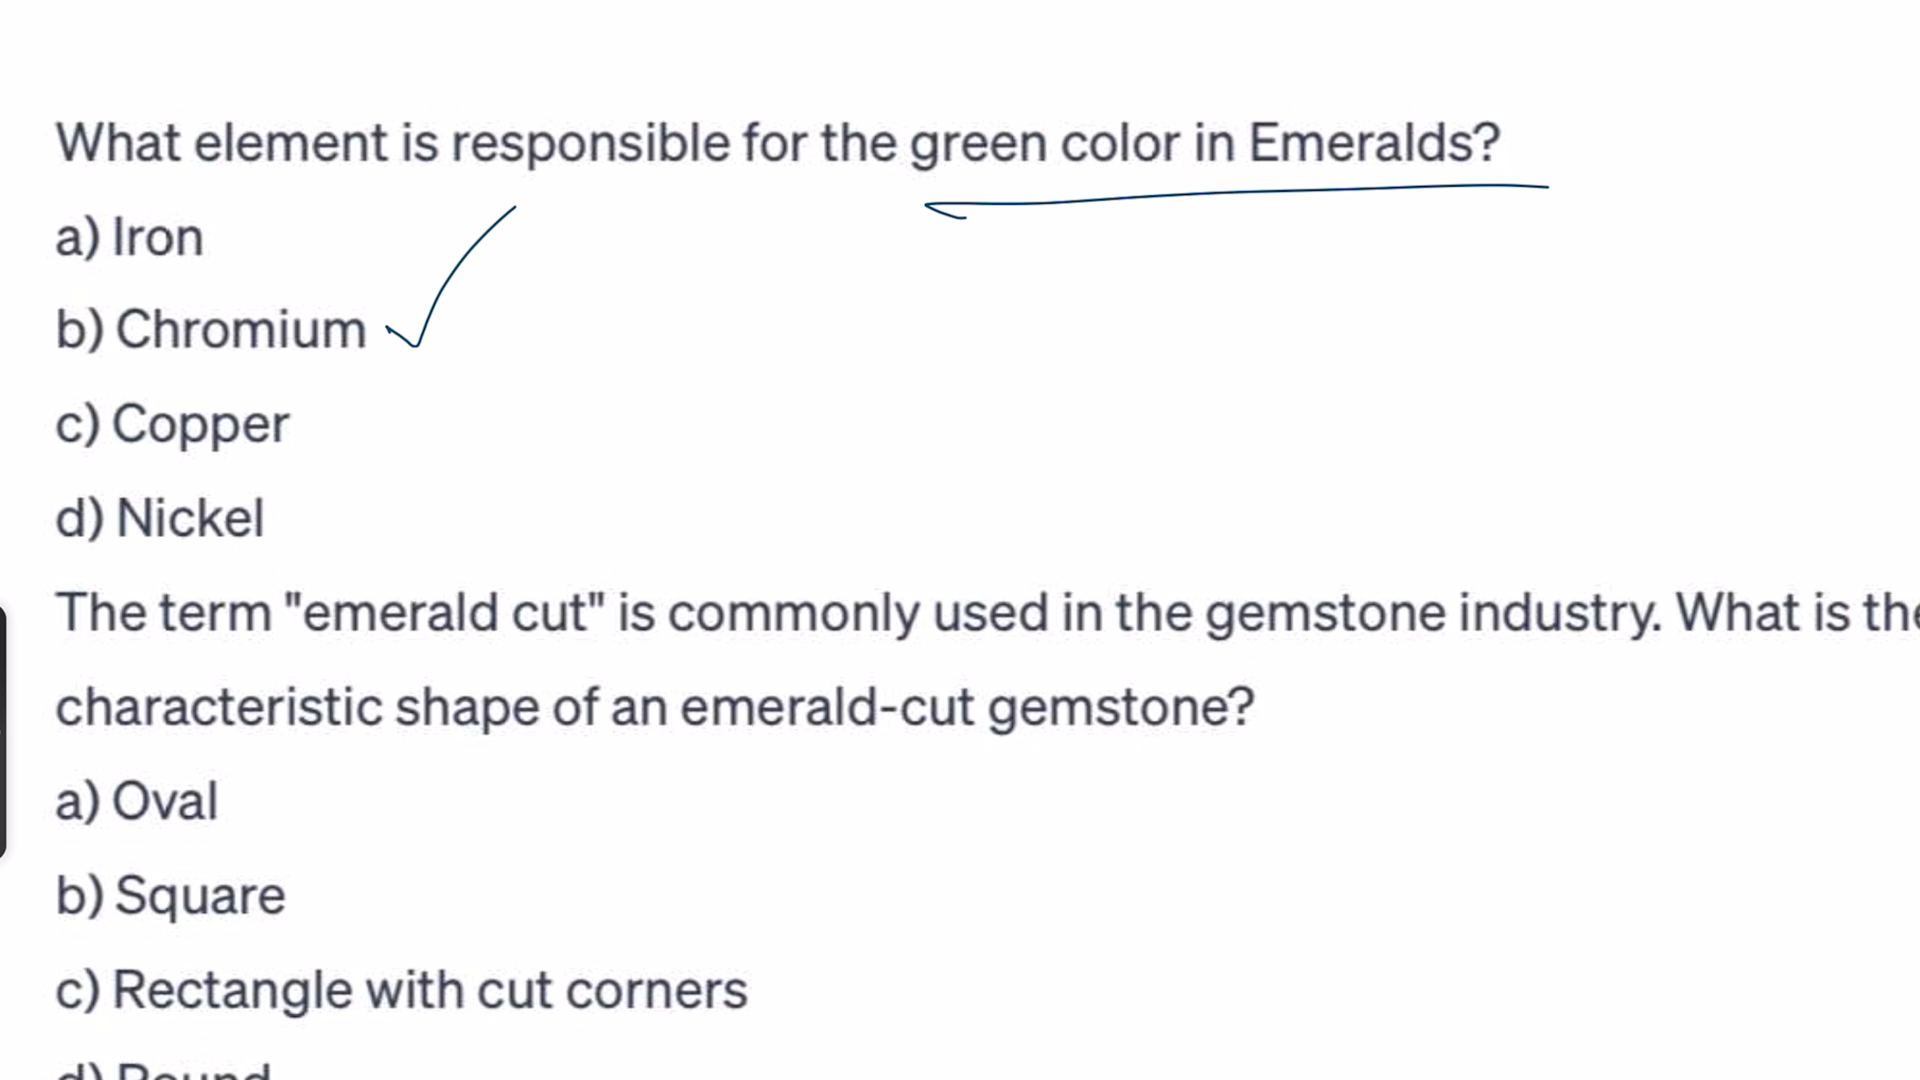 What element is responsible for the green color in Emeralds?
a) Iron
b) Chromium
c) Copper
d) Nickel
The term "emerald cut" is commonly used in the gemstone industry. What is the
characteristic shape of an emerald-cut gemstone?
a) Oval
b) Square
c) Rectangle with cut corners
d) Round